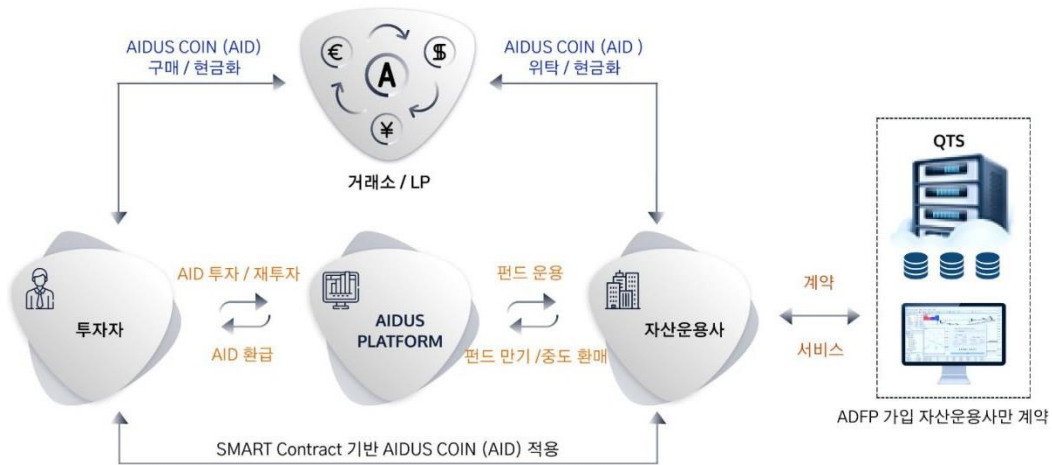 AIDUS COIN (AID)
구매 / 현금화
€
$
A
¥
AIDUS COIN (AID )
위탁 / 현금화
거래소 / LP
QTS
투자자
AID 투자 / 재투자
AID 환급
AIDUS
PLATFORM
펀드 운용
펀드 만기 /중도 환매
자산운용사
계약
서비스
ADFP 가입 자산운용사만 계약
SMART Contract 기반 AIDUS COIN (AID) 적용